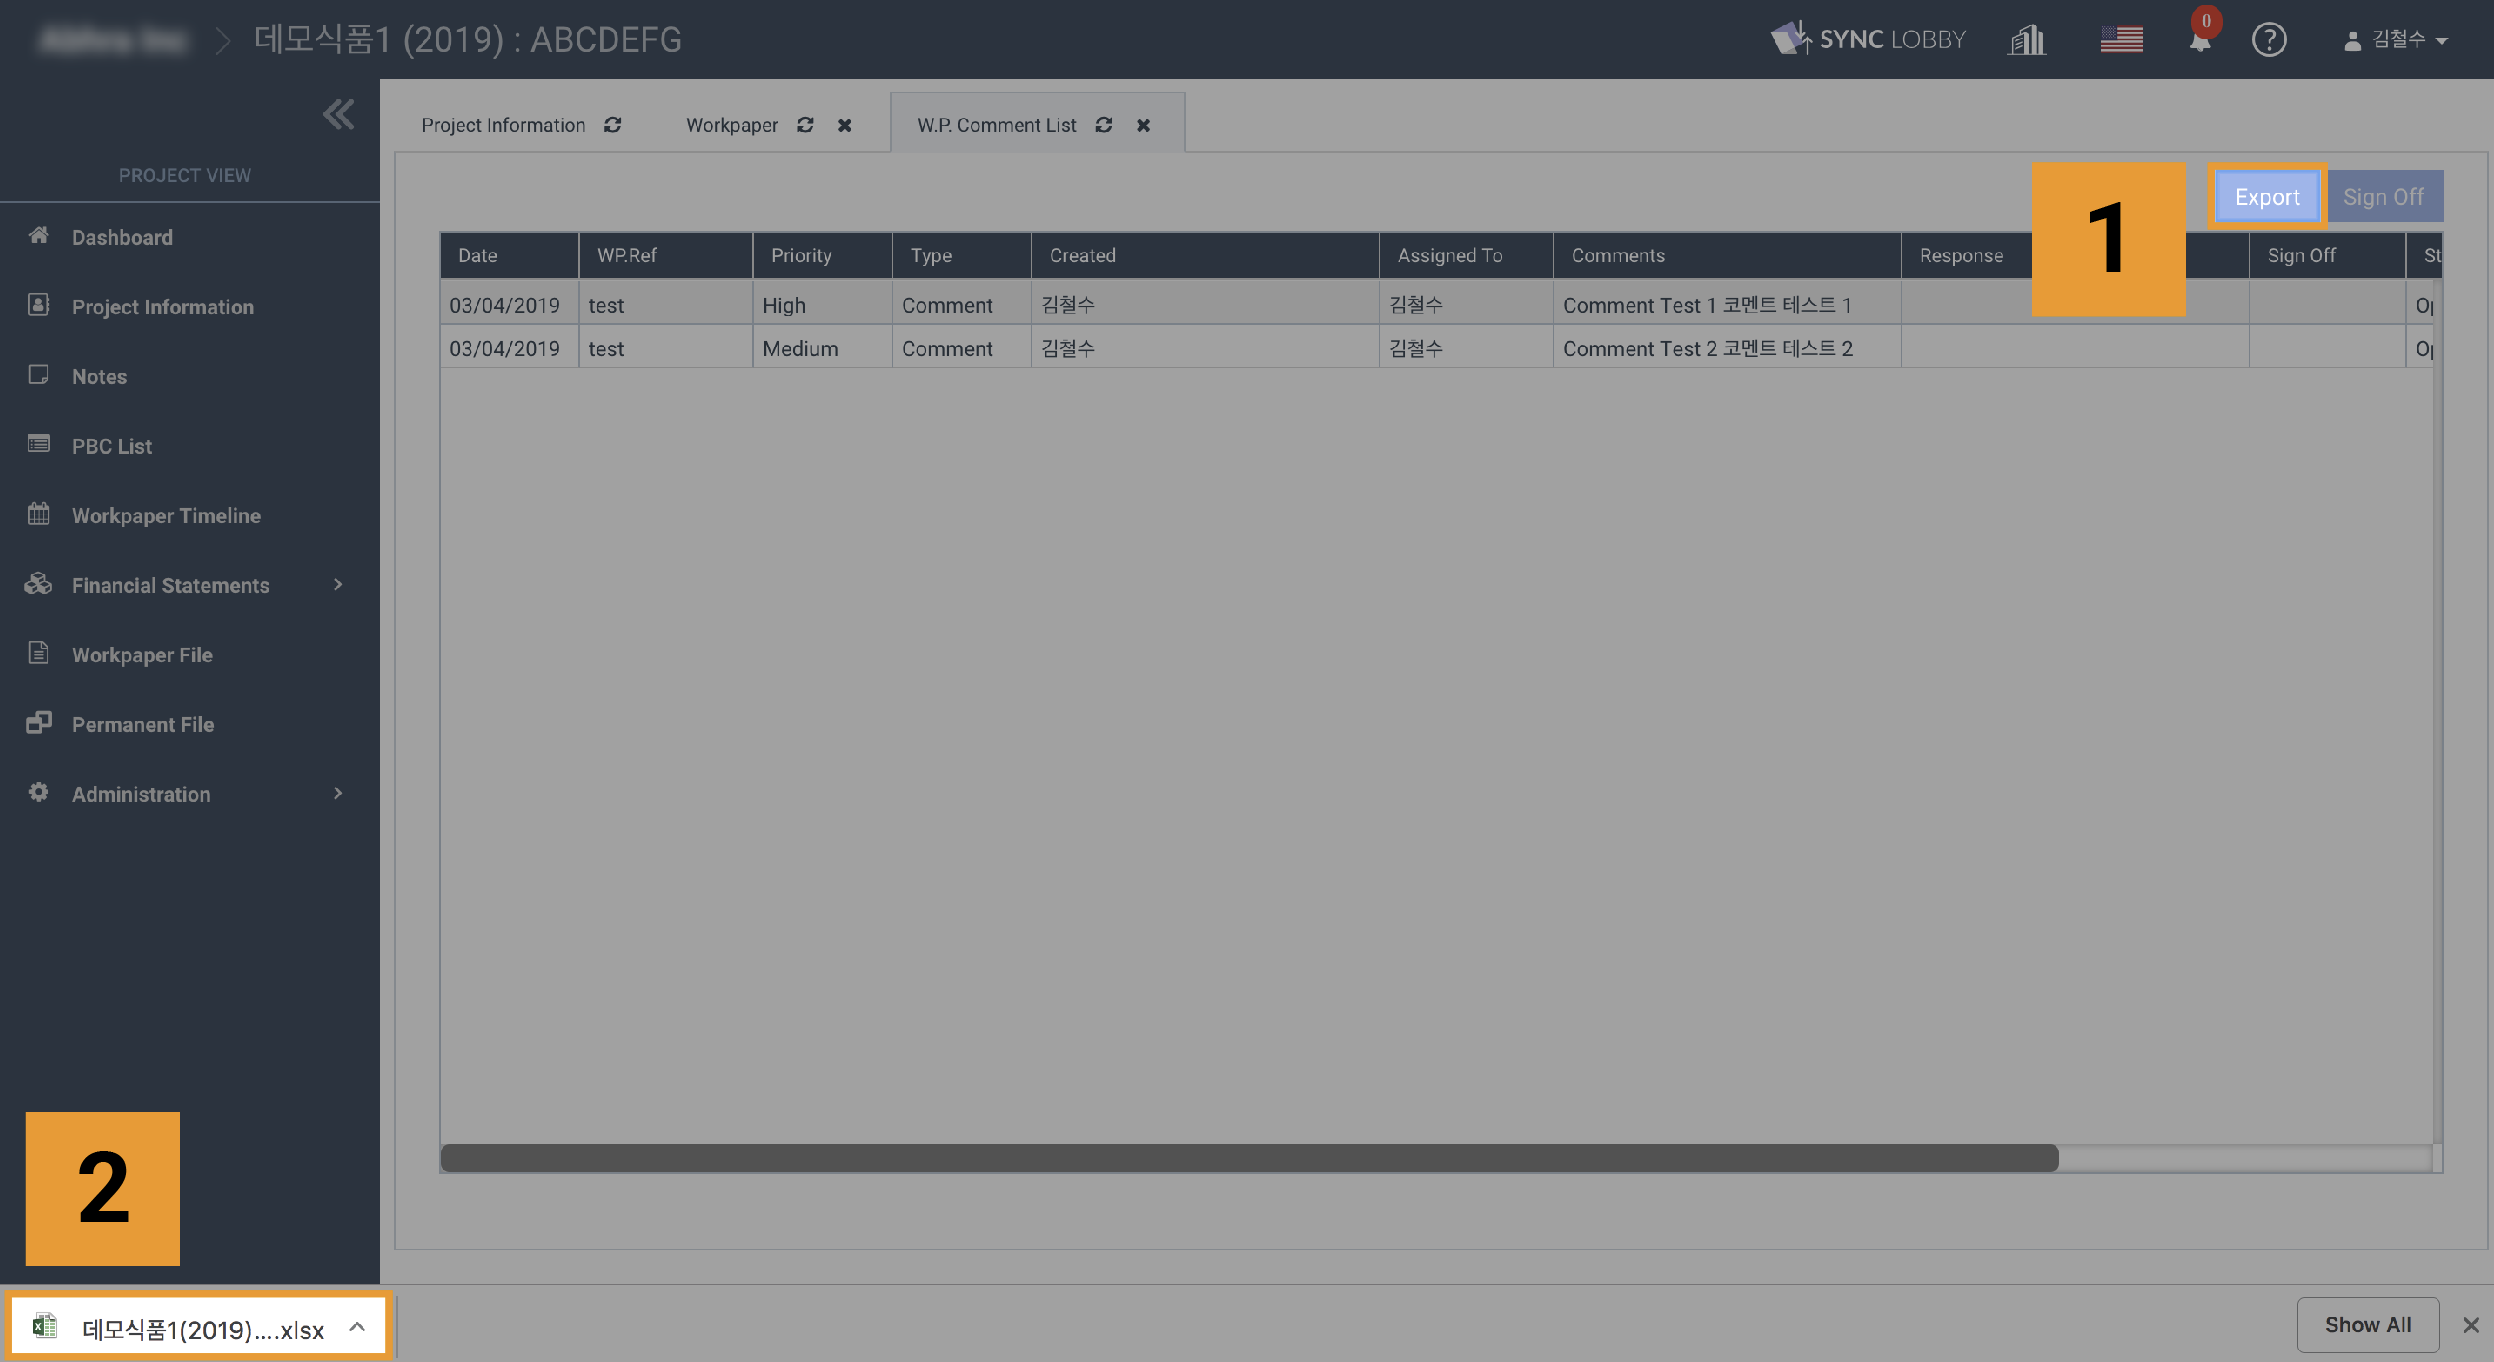 데모식품1 (2019) : ABCDEFG
SYNC LOBBY
0
?
김철수
PROJECT VIEW
Dashboard
Project Information
Notes
PBC List
Workpaper Timeline
Financial Statements
Workpaper File
Permanent File
Administration
Project Information
Workpaper
W.P. Comment List
1
Export
Sign Off
Date WP.Ref Priority Type Created Assigned To Comments Response Sign Off St
03/04/2019 test High Comment 김철수 김철수 Comment Test 1 코멘트 테스트 1 Op
03/04/2019 test Medium Comment 김철수 김철수 Comment Test 2 코멘트 테스트 2 Op
2
데모식품1(2019)....xlsx
Show All